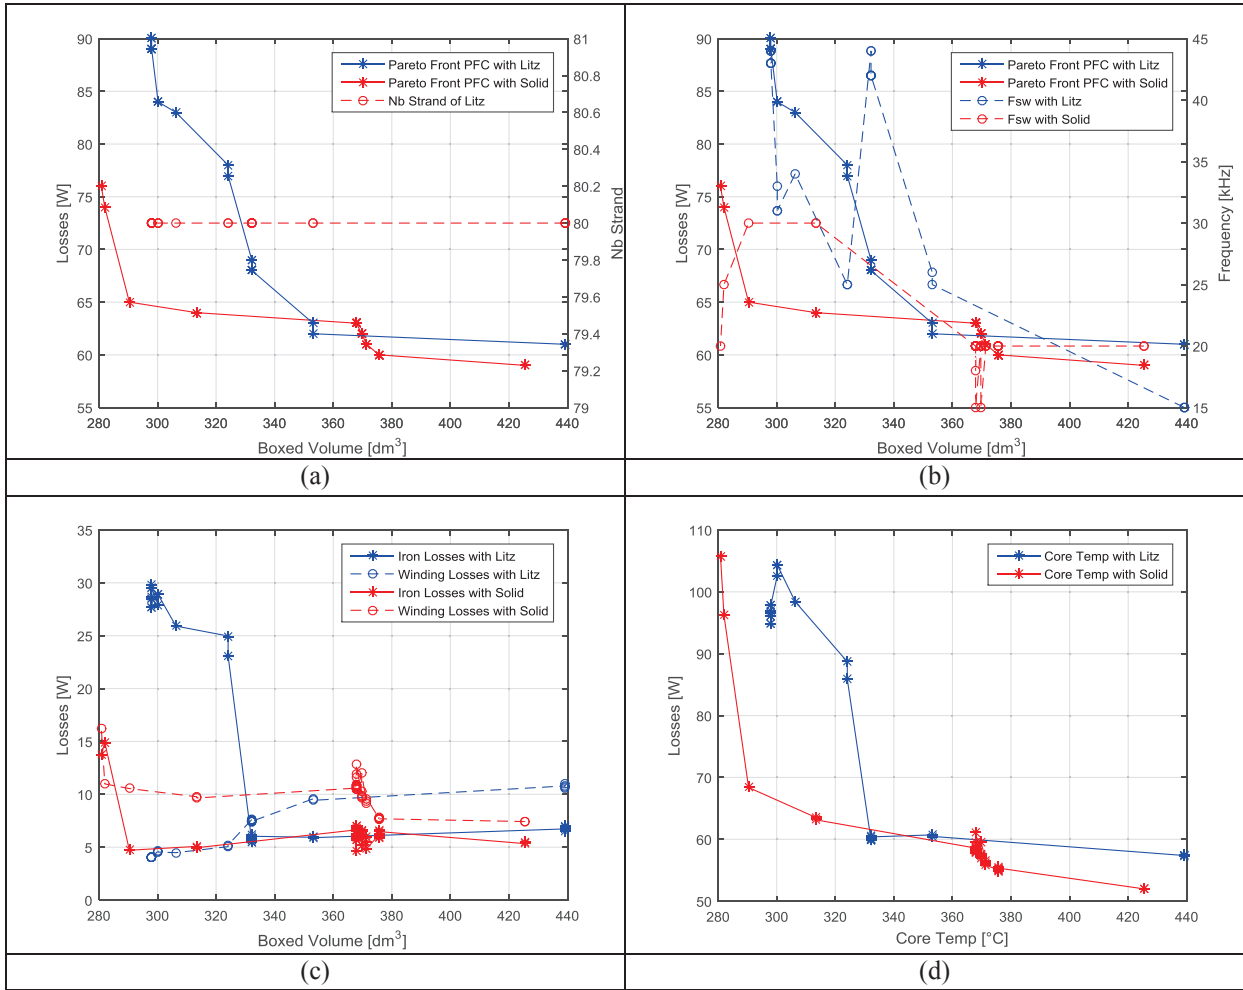 90
85
80
75
70
65
60
55
Losses [W]
280 300 320 340 360 380 400 420 440
Boxed Volume [dm3]
81
80.8
80.6
80.4
80.2
80
79.8
79.6
79.4
79.2
79
Nb Strand
Pareto Front PFC with Litz
Pareto Front PFC with Solid
Nb Strand of Litz
(a)
90
85
80
75
70
65
60
55
Losses [W]
280 300 320 340 360 380 400 420 440
Boxed Volume [dm3]
45
40
35
30
25
20
15
Frequency [kHz]
Pareto Front PFC with Litz
Pareto Front PFC with Solid
Fsw with Litz
Fsw with Solid
(b)
35
30
25
20
15
10
5
0
Losses [W]
280 300 320 340 360 380 400 420 440
Boxed Volume [dm3]
Iron Losses with Litz
Winding Losses with Litz
Iron Losses with Solid
Winding Losses with Solid
(c)
110
100
90
80
70
60
50
Losses [W]
280 300 320 340 360 380 400 420 440
Core Temp [°C]
Core Temp with Litz
Core Temp with Solid
(d)